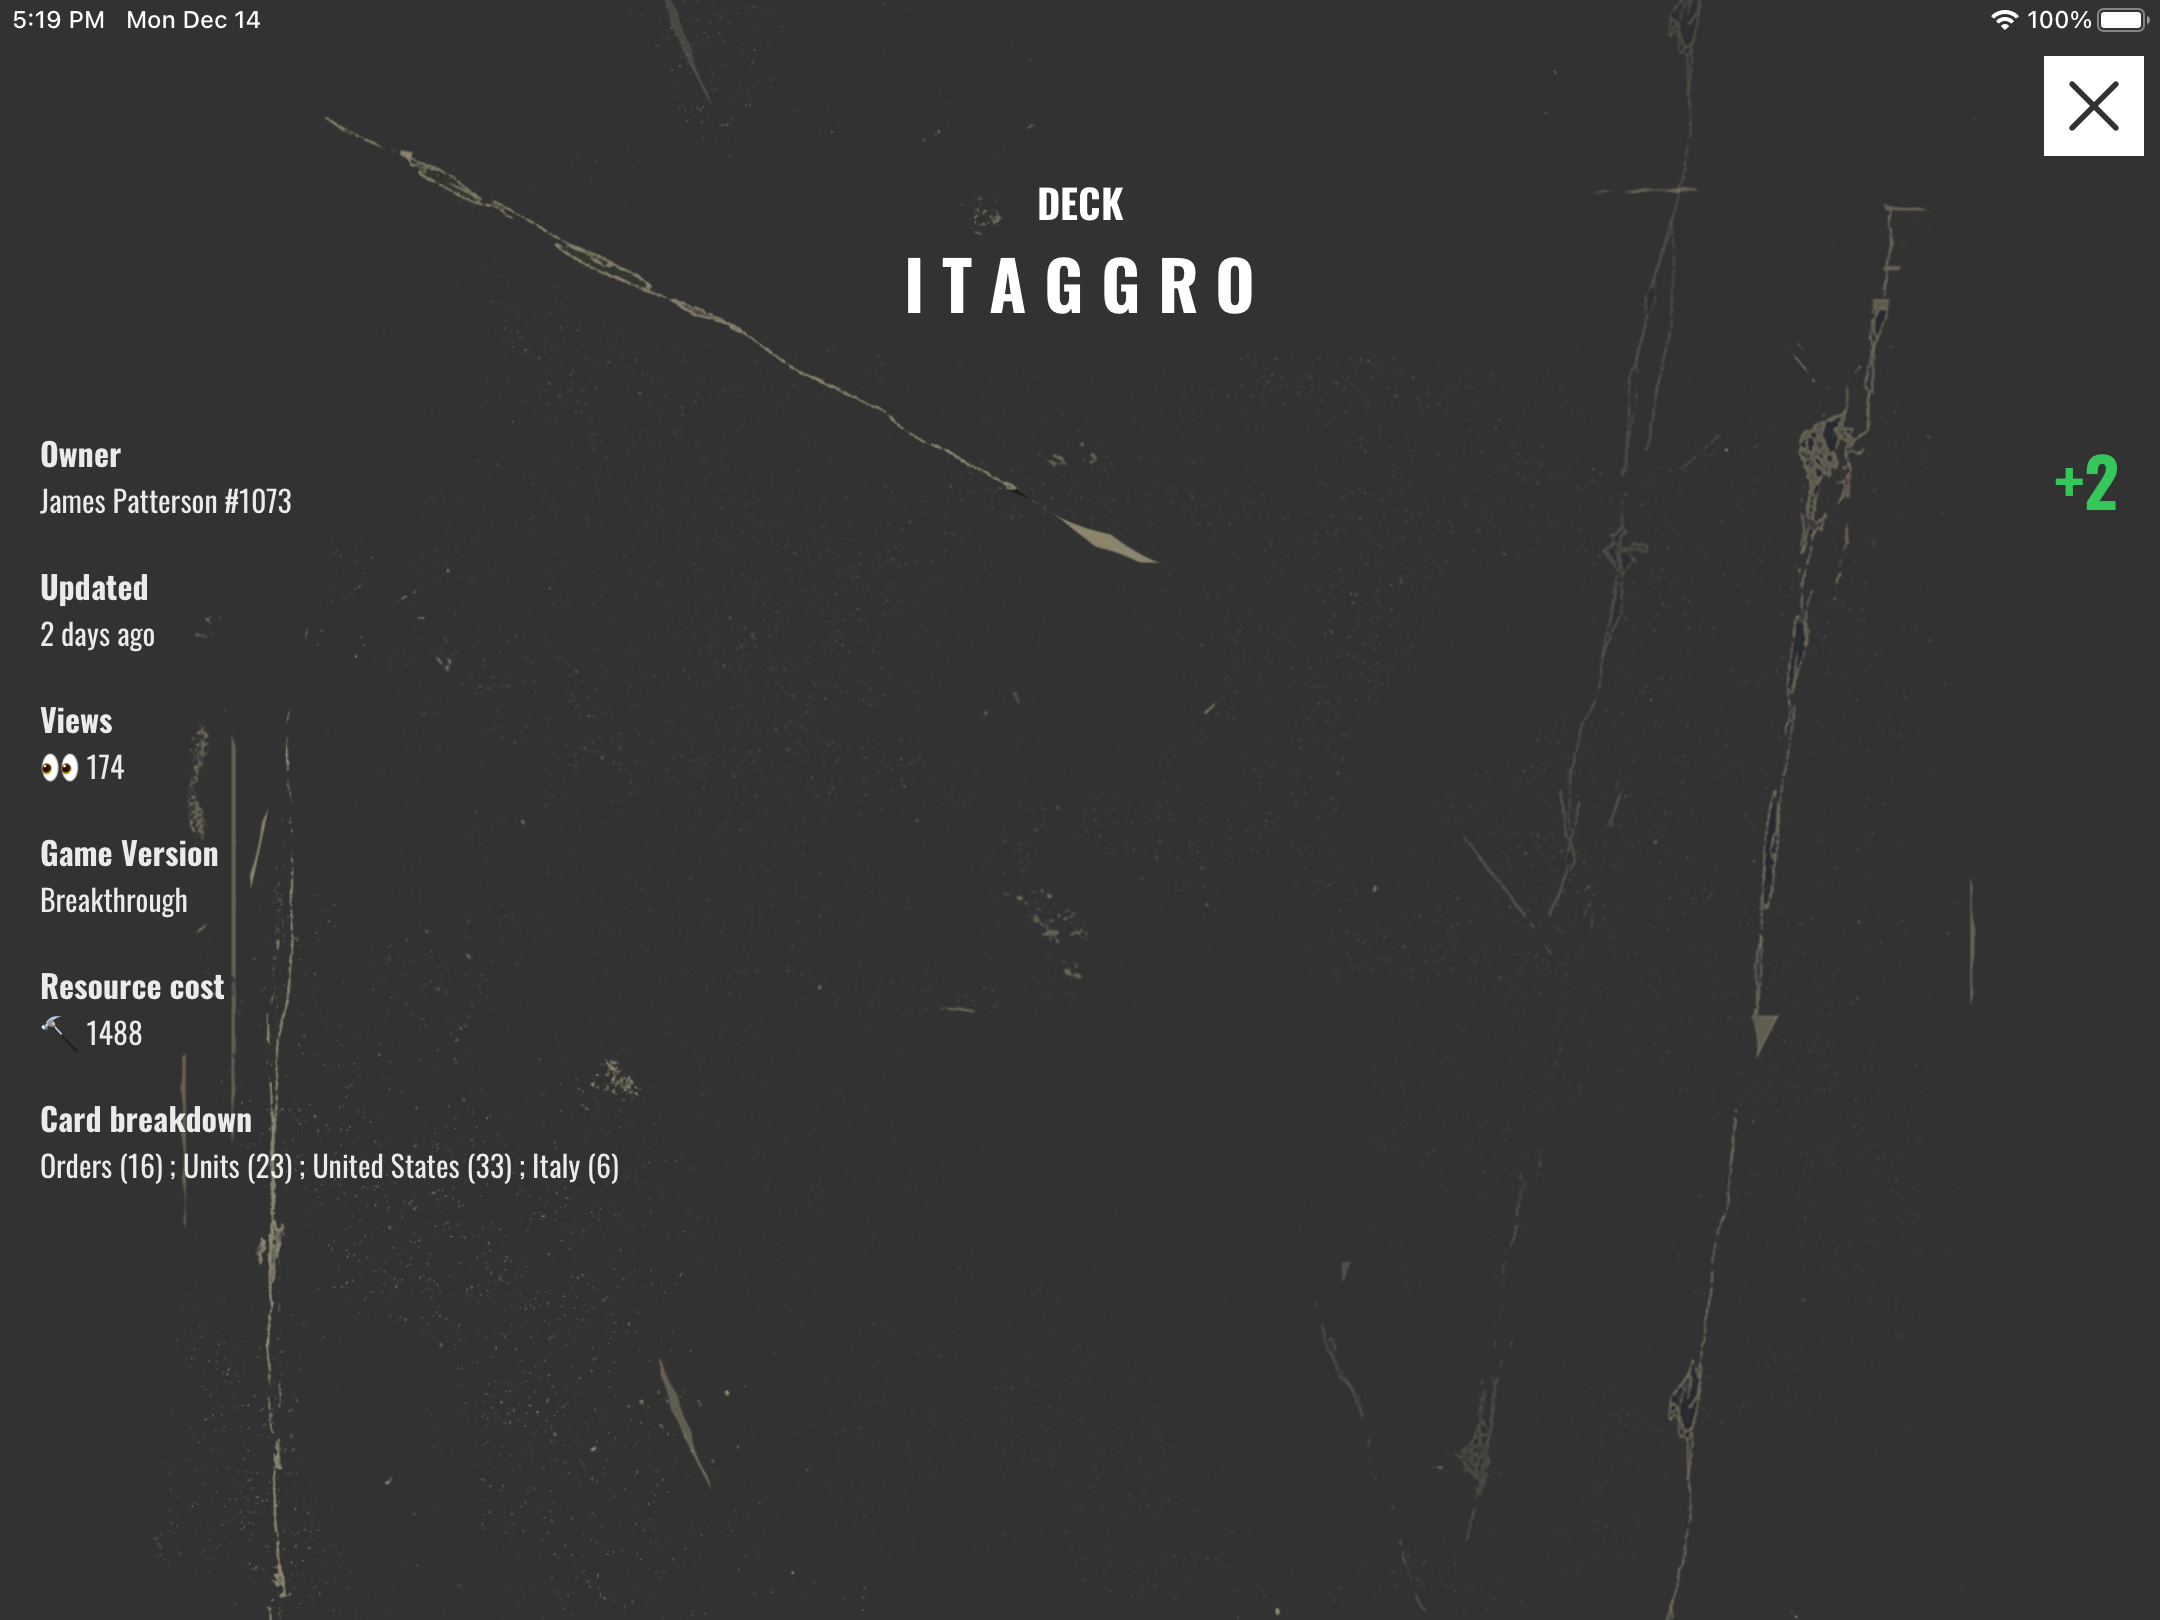 5:19 PM Mon Dec 14 100%
DECK
ITAGGRO
Owner
James Patterson #1073
+2
Updated
2 days ago
Views
👀 174
Game Version
Breakthrough
Resource cost
⛏ 1488
Card breakdown
Orders (16) ; Units (23) ; United States (33) ; Italy (6)